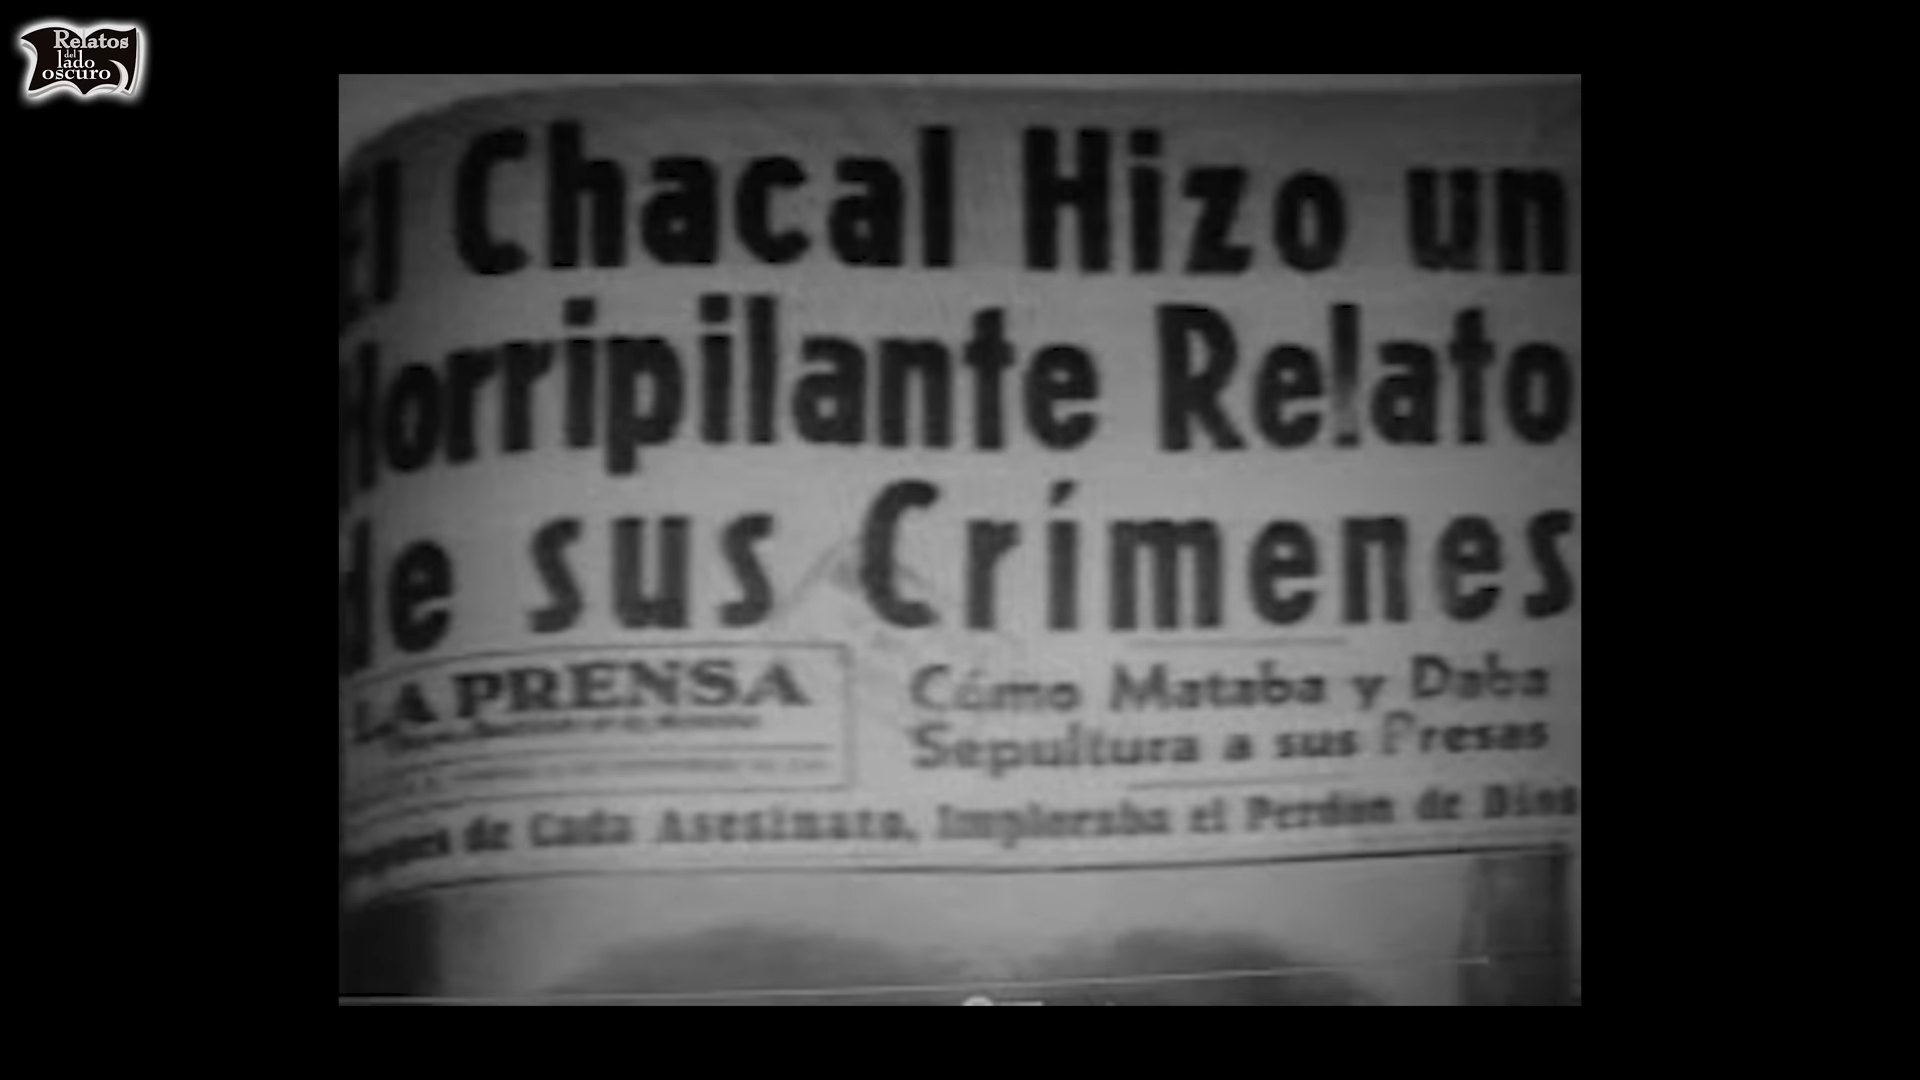 Relatos
del
lado
oscuro
El Chacal Hizo un
Horripilante Relato
de sus Crímenes
LA PRENSA
Cómo Mataba y Daba
Sepultura a sus Presas
de Cada Asesinato, Imploraba el Perdón de Dios